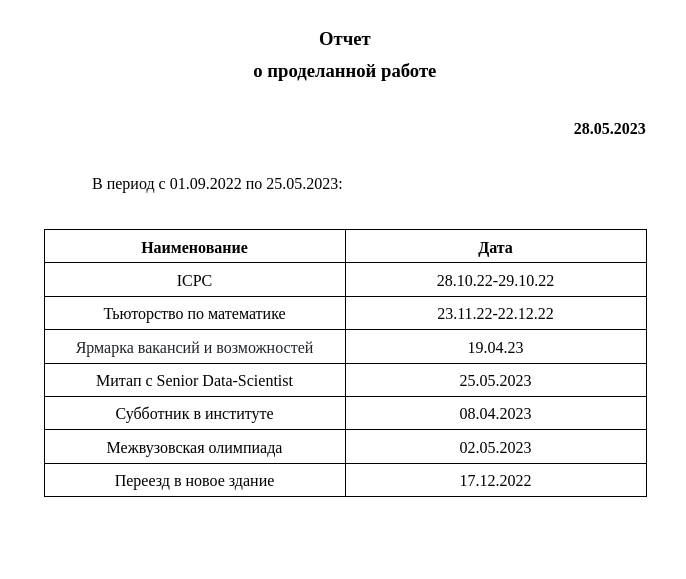 Отчет
о проделанной работе
28.05.2023
В период с 01.09.2022 по 25.05.2023:
Наименование Дата
ICPC 28.10.22-29.10.22
Тьюторство по математике 23.11.22-22.12.22
Ярмарка вакансий и возможностей 19.04.23
Митап с Senior Data-Scientist 25.05.2023
Субботник в институте 08.04.2023
Межвузовская олимпиада 02.05.2023
Переезд в новое здание 17.12.2022